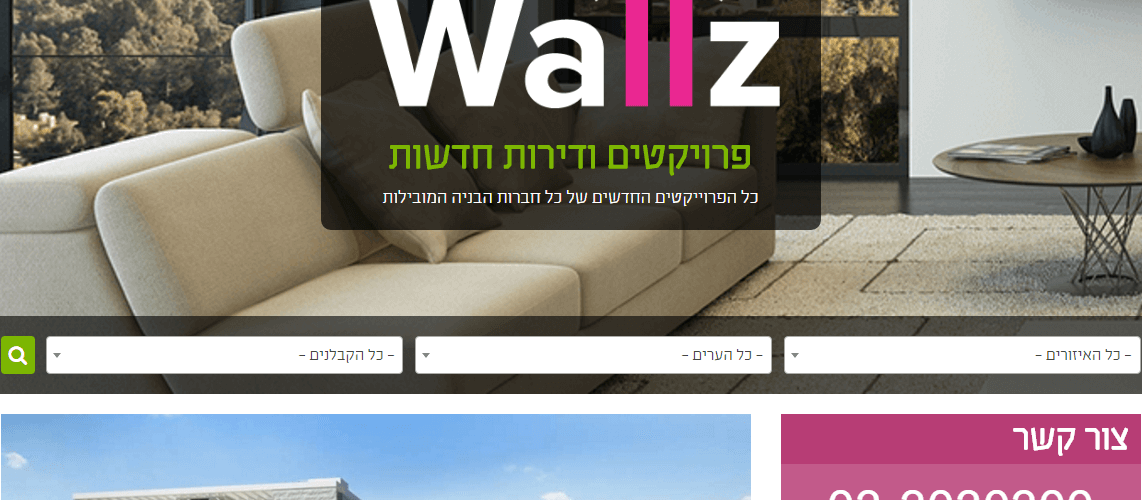 Wallz
פרויקטים ודירות חדשות
כל הפרוייקטים החדשים של כל חברות הבניה המובילות
- כל האיזורים -
- כל הערים -
- כל הקבלנים -
צור קשר